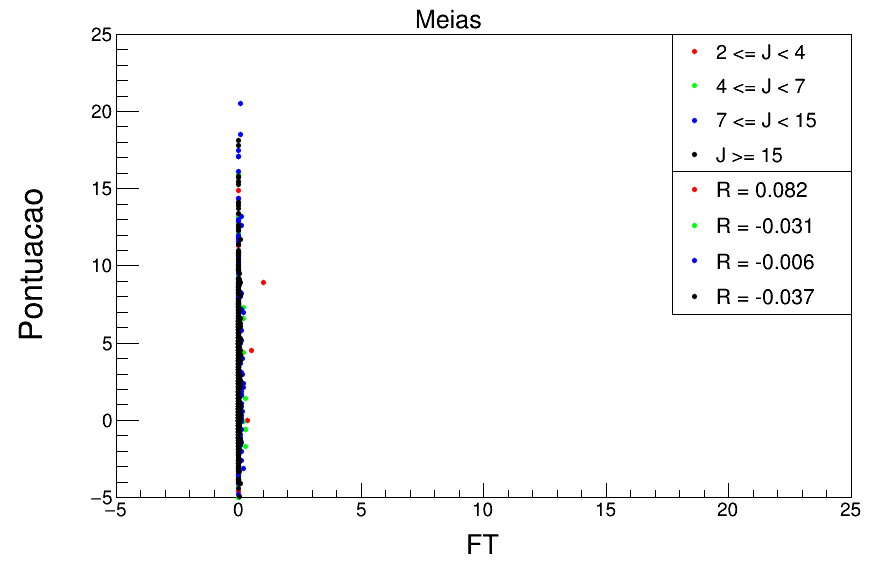 Meias
2 <= J < 4
4 <= J < 7
7 <= J < 15
J >= 15
R = 0.082
R = -0.031
R = -0.006
R = -0.037
Pontuacao
25
20
15
10
5
0
−5
−5 0 5 10 15 20 25
FT